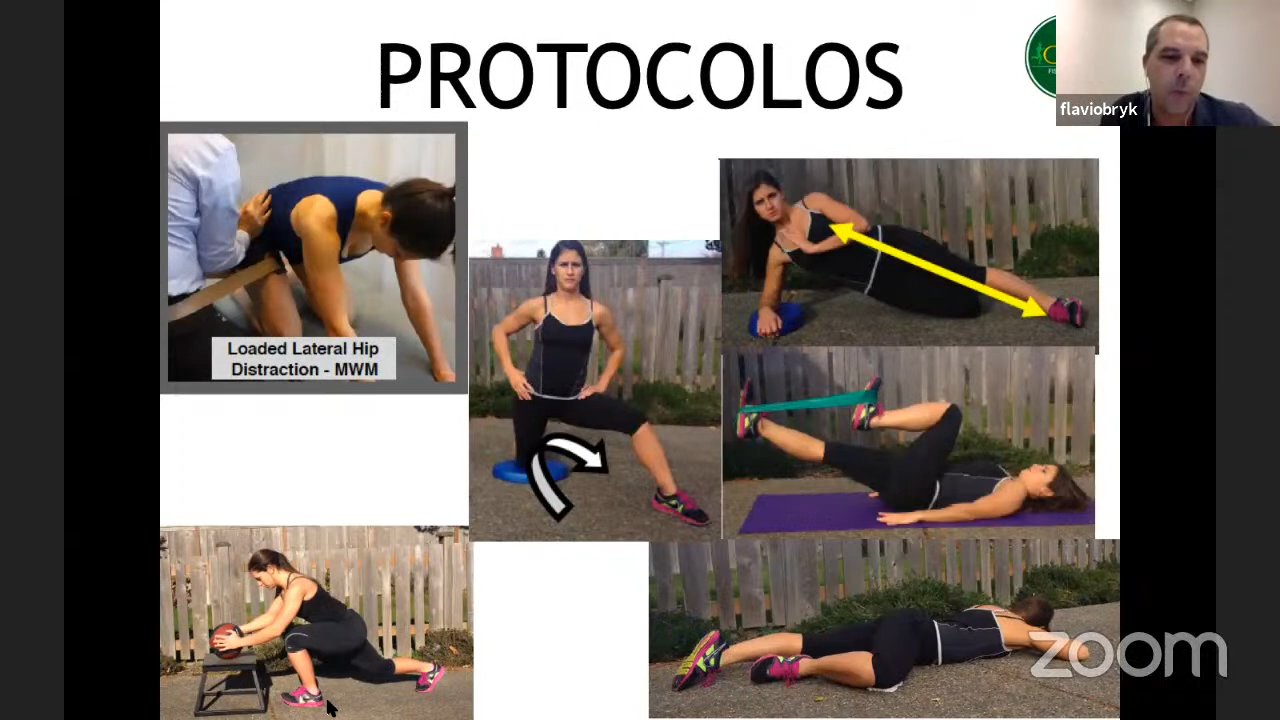 PROTOCOLOS
flaviobryk
Loaded Lateral Hip
Distraction - MWM
zoom